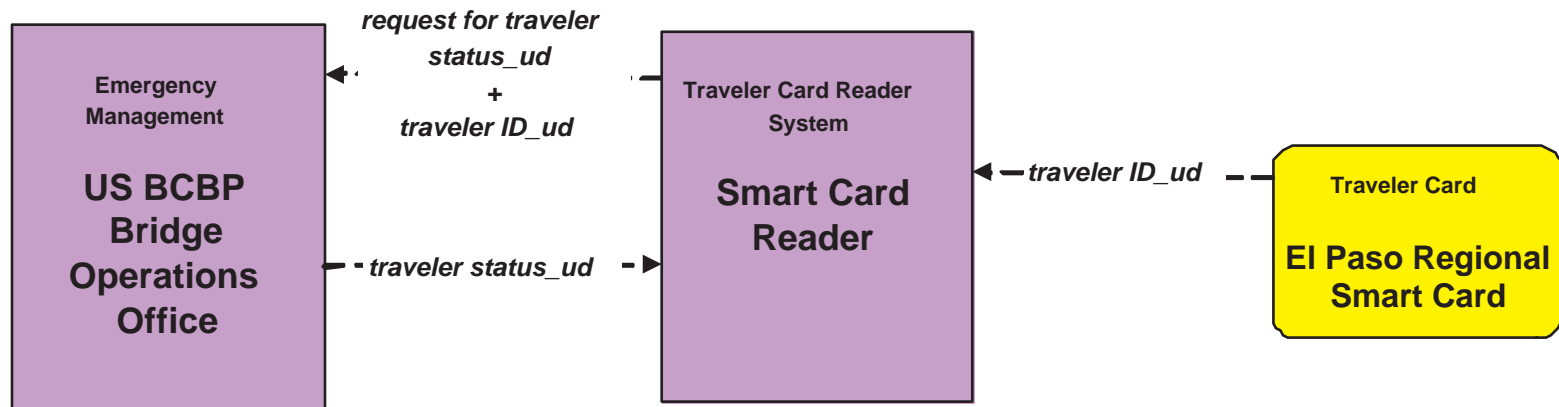 Emergency
Management
US BCBP
Bridge
Operations
Office
request for traveler
status_ud
+
traveler ID_ud
traveler status_ud
Traveler Card Reader
System
Smart Card
Reader
traveler ID_ud
Traveler Card
El Paso Regional
Smart Card